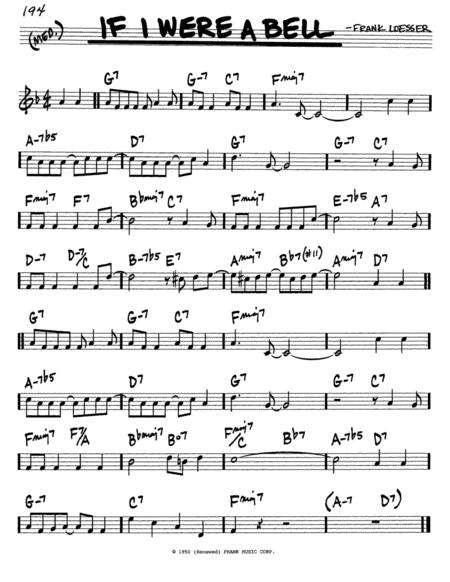 194
(MED.) IF I WERE A BELL - FRANK LOESSER
G7 G-7 C7 Fmaj7
A-7b5 D7 G7 G-7 C7
Fmaj7 F7 Bbmaj7 C7 Fmaj7 E-7b5 A7
D-7 D-7/C B-7b5 E7 Amaj7 Bb7(#11) Amaj7 D7
G7 G-7 C7 Fmaj7
A-7b5 D7 G7 G-7 C7
Fmaj7 F7/A Bbmaj7 Bo7 Fmaj7/C Bb7 A-7b5 D7
G-7 C7 Fmaj7 (A-7 D7)
© 1950 (Renewed) FRANK MUSIC CORP.